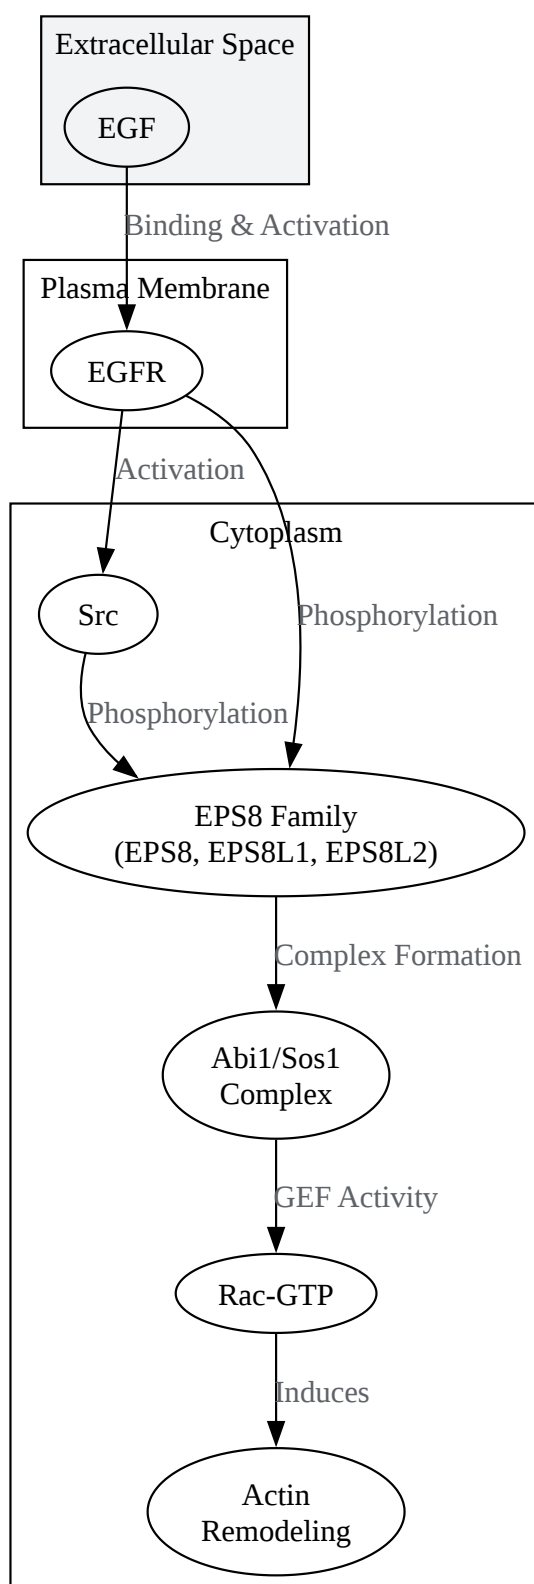 Extracellular Space
EGF
Binding & Activation
Plasma Membrane
EGFR
Activation
Cytoplasm
Src
Phosphorylation
Phosphorylation
EPS8 Family
(EPS8, EPS8L1, EPS8L2)
Complex Formation
Abi1/Sos1
Complex
GEF Activity
Rac-GTP
Induces
Actin
Remodeling